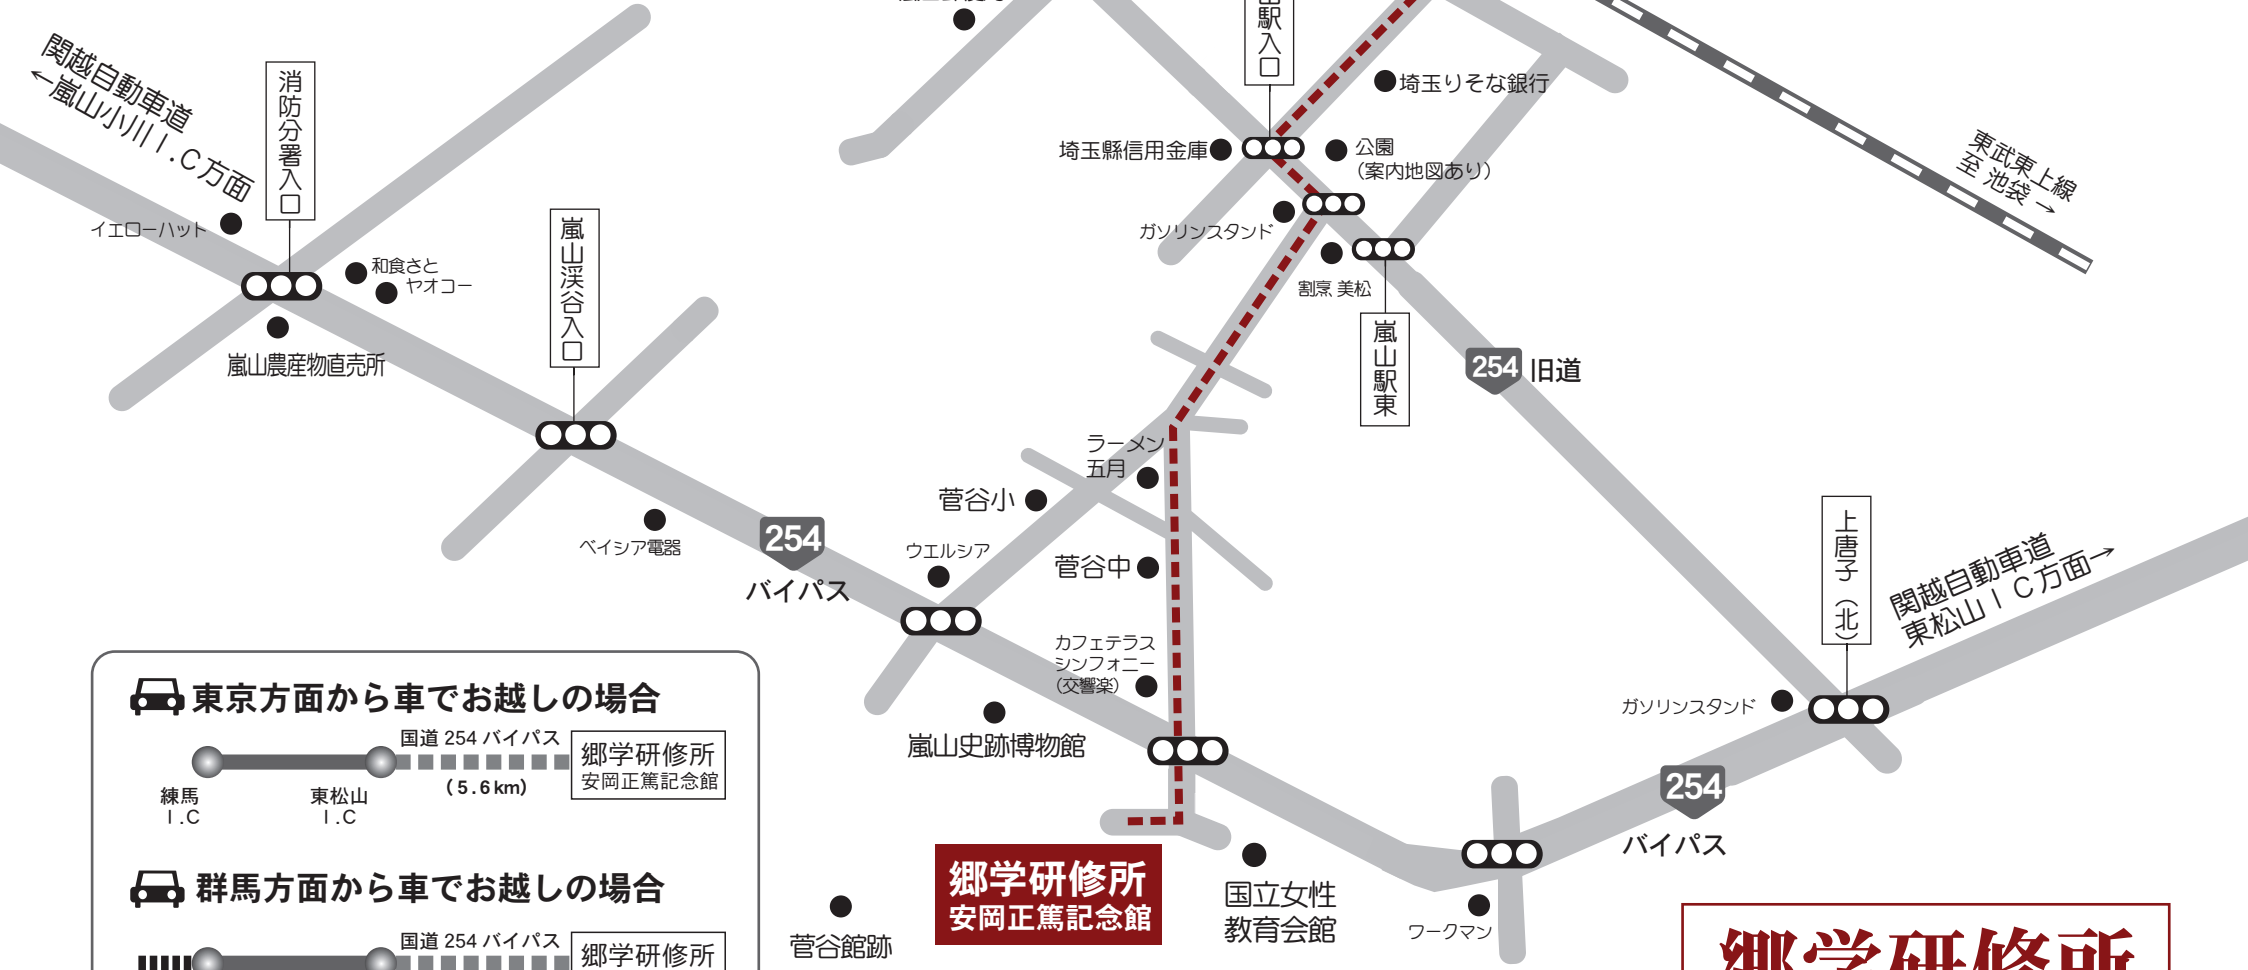 関越自動車道
←嵐山小川I.C方面
消防分署入口
イエローハット
和食さと
ヤオコー
嵐山農産物直売所
嵐山渓谷入口
ベイシア電器
254
バイパス
駅入口
埼玉りそな銀行
埼玉縣信用金庫
公園
(案内地図あり)
ガソリンスタンド
割烹 美松
嵐山駅東
254
旧道
東武東上線
至 池袋 →
ラーメン
五月
菅谷小
ウエルシア
菅谷中
カフェテラス
シンフォニー
(交響楽)
嵐山史跡博物館
上唐子(北)
関越自動車道
東松山I C方面→
ガソリンスタンド
254
バイパス
ワークマン
国立女性
教育会館
郷学研修所
安岡正篤記念館
菅谷館跡
東京方面から車でお越しの場合
国道 254 バイパス
(5.6km)
練馬
I.C
東松山
I.C
郷学研修所
安岡正篤記念館
群馬方面から車でお越しの場合
国道 254 バイパス
郷学研修所
郷学研修所